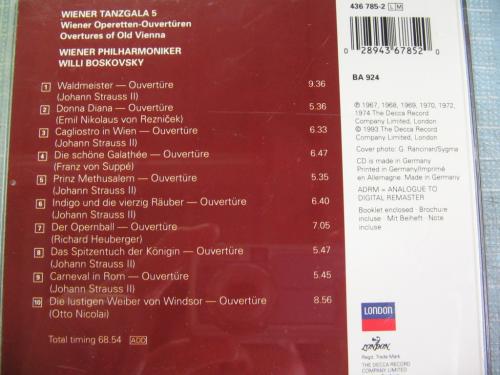 WIENER TANZGALA 5
Wiener Operetten-Ouvertüren
Overtures of Old Vienna
WIENER PHILHARMONIKER
WILLI BOSKOVSKY
1 Waldmeister — Ouvertüre 9.36
(Johann Strauss II)
2 Donna Diana — Ouvertüre 5.36
(Emil Nikolaus von Rezniček)
3 Cagliostro in Wien — Ouvertüre 6.33
(Johann Strauss II)
4 Die schöne Galathée — Ouvertüre 6.47
(Franz von Suppé)
5 Prinz Methusalem — Ouvertüre 5.35
(Johann Strauss II)
6 Indigo und die vierzig Räuber — Ouvertüre 6.40
(Johann Strauss II)
7 Der Opernball — Ouvertüre 7.05
(Richard Heuberger)
8 Das Spitzentuch der Königin — Ouvertüre 5.47
(Johann Strauss II)
9 Carneval in Rom — Ouvertüre 5.45
(Johann Strauss II)
10 Die lustigen Weiber von Windsor — Ouvertüre 8.56
(Otto Nicolai)
Total timing 68.54 ADD
436 785-2 LM
0 28943 67852 0
BA 924
℗ 1967, 1968, 1969, 1970, 1972,
1974 The Decca Record
Company Limited, London
© 1993 The Decca Record
Company Limited, London
Cover photo: G. Rancinan/Sygma
CD is made in Germany
Printed in Germany/Imprimé
en Allemagne. Made in Germany
ADRM = ANALOGUE TO
DIGITAL REMASTER
Booklet enclosed · Brochure
incluse · Mit Beiheft · Note
incluse
LONDON
LONDON
Regd. Trade Mark
THE DECCA RECORD
COMPANY LIMITED